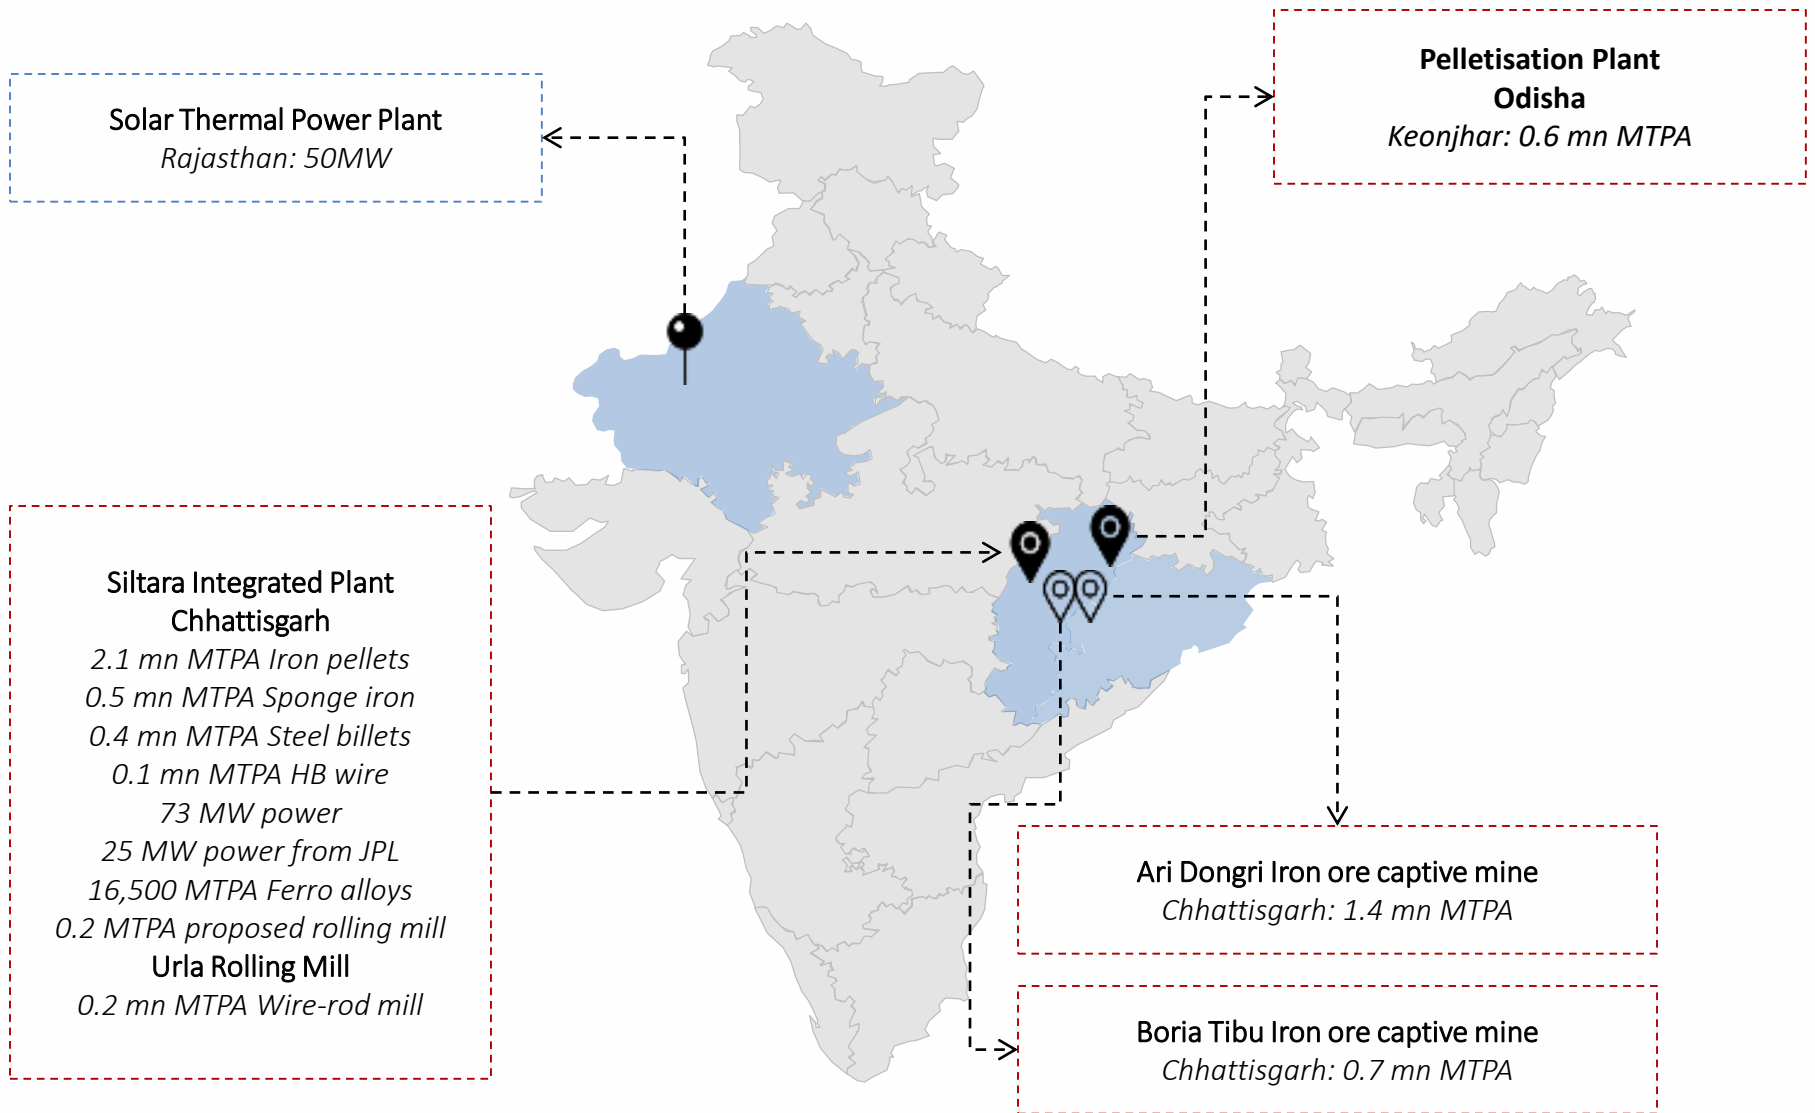 Solar Thermal Power Plant
Rajasthan: 50MW
Pelletisation Plant
Odisha
Keonjhar: 0.6 mn MTPA
Siltara Integrated Plant
Chhattisgarh
2.1 mn MTPA Iron pellets
0.5 mn MTPA Sponge iron
0.4 mn MTPA Steel billets
0.1 mn MTPA HB wire
73 MW power
25 MW power from JPL
16,500 MTPA Ferro alloys
0.2 MTPA proposed rolling mill
Urla Rolling Mill
0.2 mn MTPA Wire-rod mill
Ari Dongri Iron ore captive mine
Chhattisgarh: 1.4 mn MTPA
Boria Tibu Iron ore captive mine
Chhattisgarh: 0.7 mn MTPA